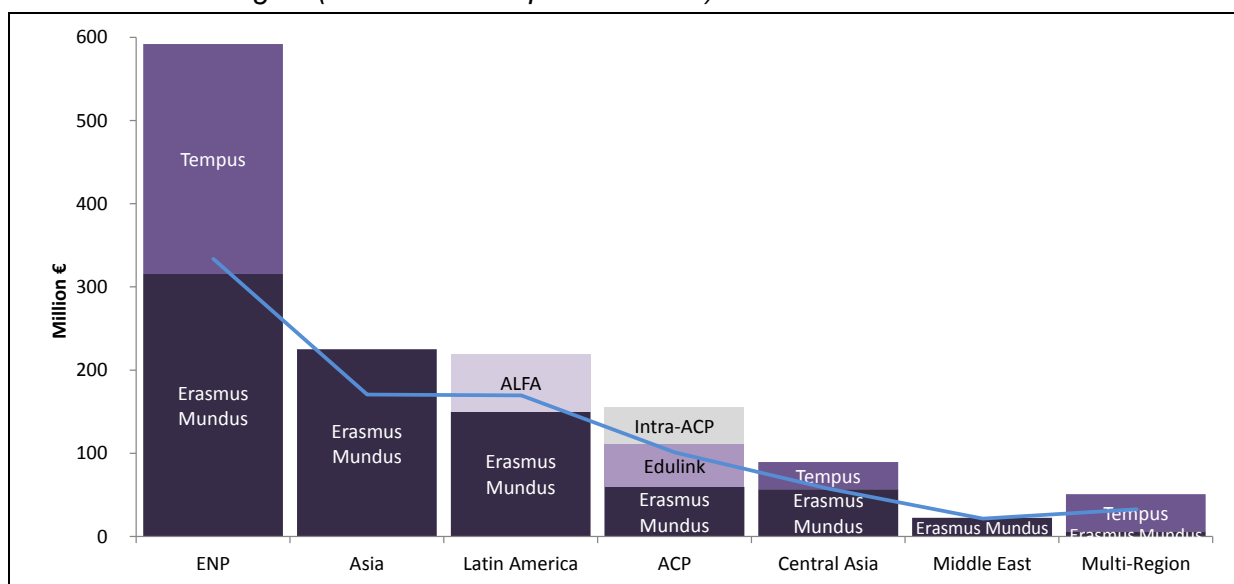 600
500
400
300
200
100
0
Million €
Tempus
Erasmus
Mundus
Erasmus
Mundus
ALFA
Erasmus
Mundus
Intra-ACP
Edulink
Erasmus
Mundus
Tempus
Erasmus
Mundus
Erasmus Mundus
Tempus
Erasmus Mundus
ENP
Asia
Latin America
ACP
Central Asia
Middle East
Multi-Region